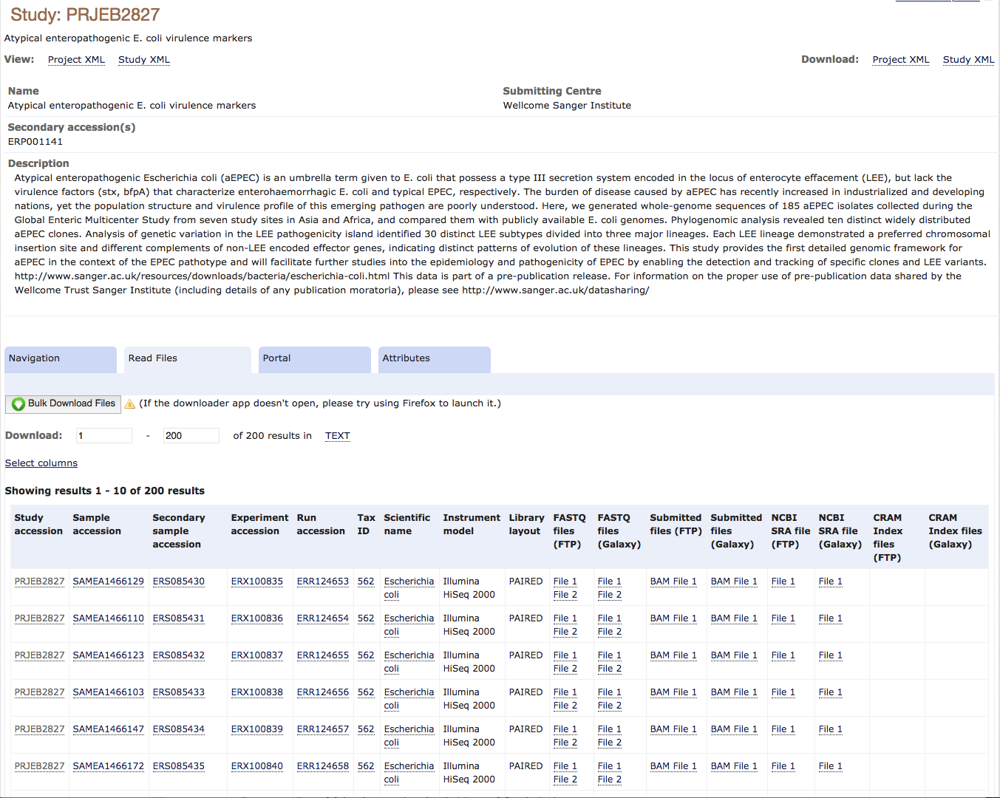 Study: PRJEB2827
Atypical enteropathogenic E. coli virulence markers
View: Project XML Study XML Download: Project XML Study XML
Name Submitting Centre
Atypical enteropathogenic E. coli virulence markers Wellcome Sanger Institute
Secondary accession(s)
ERP001141
Description
Atypical enteropathogenic Escherichia coli (aEPEC) is an umbrella term given to E. coli that possess a type III secretion system encoded in the locus of enterocyte effacement (LEE), but lack the
virulence factors (stx, bfpA) that characterize enterohaemorrhagic E. coli and typical EPEC, respectively. The burden of disease caused by aEPEC has recently increased in industrialized and developing
nations, yet the population structure and virulence profile of this emerging pathogen are poorly understood. Here, we generated whole-genome sequences of 185 aEPEC isolates collected during the
Global Enteric Multicenter Study from seven study sites in Asia and Africa, and compared them with publicly available E. coli genomes. Phylogenomic analysis revealed ten distinct widely distributed
aEPEC clones. Analysis of genetic variation in the LEE pathogenicity island identified 30 distinct LEE subtypes divided into three major lineages. Each LEE lineage demonstrated a preferred chromosomal
insertion site and different complements of non-LEE encoded effector genes, indicating distinct patterns of evolution of these lineages. This study provides the first detailed genomic framework for
aEPEC in the context of the EPEC pathotype and will facilitate further studies into the epidemiology and pathogenicity of EPEC by enabling the detection and tracking of specific clones and LEE variants.
http://www.sanger.ac.uk/resources/downloads/bacteria/escherichia-coli.html This data is part of a pre-publication release. For information on the proper use of pre-publication data shared by the
Wellcome Trust Sanger Institute (including details of any publication moratoria), please see http://www.sanger.ac.uk/datasharing/
Navigation Read Files Portal Attributes
Bulk Download Files (If the downloader app doesn't open, please try using Firefox to launch it.)
Download: 1 - 200 of 200 results in TEXT
Select columns
Showing results 1 - 10 of 200 results
Study Sample Secondary Experiment Run Tax Scientific Instrument Library FASTQ FASTQ Submitted Submitted NCBI NCBI CRAM CRAM
accession accession sample accession accession ID name model layout files files files (FTP) files SRA file SRA file Index Index files
accession (FTP) (Galaxy) (Galaxy) (FTP) (Galaxy) files (Galaxy)
(FTP)
PRJEB2827 SAMEA1466129 ERS085430 ERX100835 ERR124653 562 Escherichia Illumina PAIRED File 1 File 1 BAM File 1 BAM File 1 File 1 File 1
coli HiSeq 2000 File 2 File 2
PRJEB2827 SAMEA1466110 ERS085431 ERX100836 ERR124654 562 Escherichia Illumina PAIRED File 1 File 1 BAM File 1 BAM File 1 File 1 File 1
coli HiSeq 2000 File 2 File 2
PRJEB2827 SAMEA1466123 ERS085432 ERX100837 ERR124655 562 Escherichia Illumina PAIRED File 1 File 1 BAM File 1 BAM File 1 File 1 File 1
coli HiSeq 2000 File 2 File 2
PRJEB2827 SAMEA1466103 ERS085433 ERX100838 ERR124656 562 Escherichia Illumina PAIRED File 1 File 1 BAM File 1 BAM File 1 File 1 File 1
coli HiSeq 2000 File 2 File 2
PRJEB2827 SAMEA1466147 ERS085434 ERX100839 ERR124657 562 Escherichia Illumina PAIRED File 1 File 1 BAM File 1 BAM File 1 File 1 File 1
coli HiSeq 2000 File 2 File 2
PRJEB2827 SAMEA1466172 ERS085435 ERX100840 ERR124658 562 Escherichia Illumina PAIRED File 1 File 1 BAM File 1 BAM File 1 File 1 File 1
coli HiSeq 2000 File 2 File 2